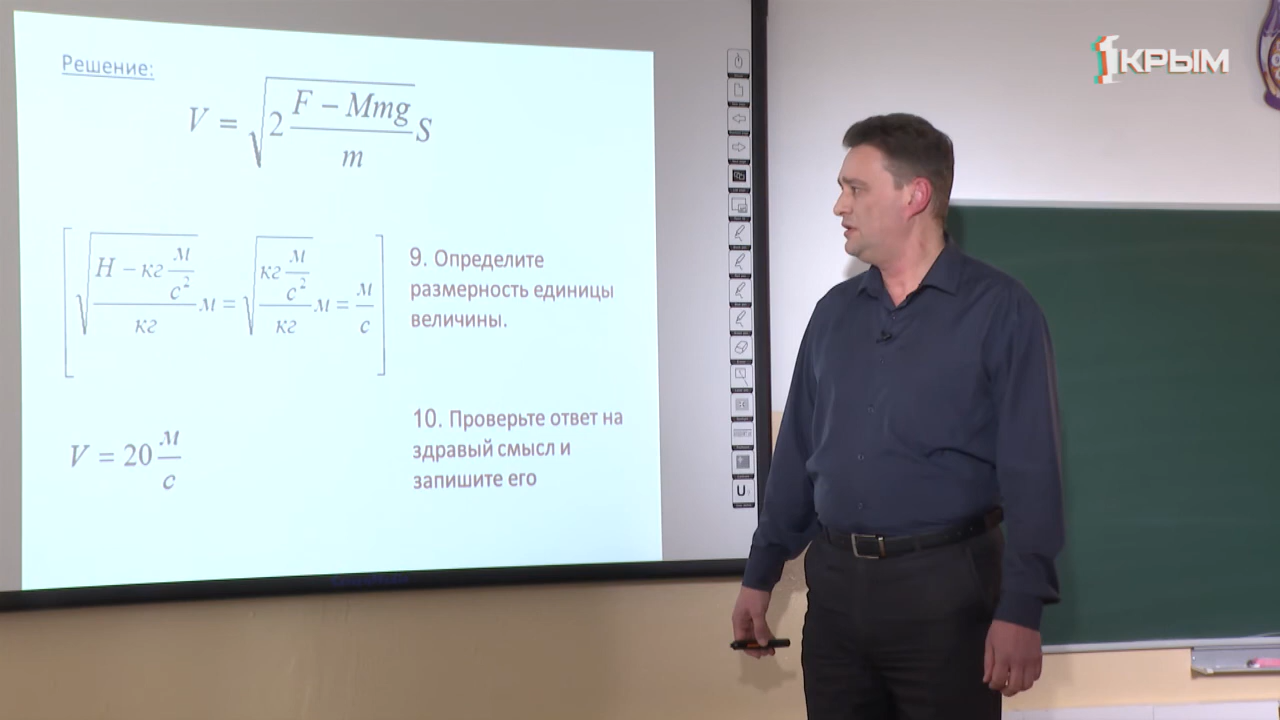 1КРЫМ
Решение:
V = √(2 (F − Mmg)/m) S
[√((Н − кг м/с²)/кг) м = √((кг м/с²)/кг) м = м/с]
9. Определите
размерность единицы
величины.
V = 20 м/с
10. Проверьте ответ на
здравый смысл и
запишите его